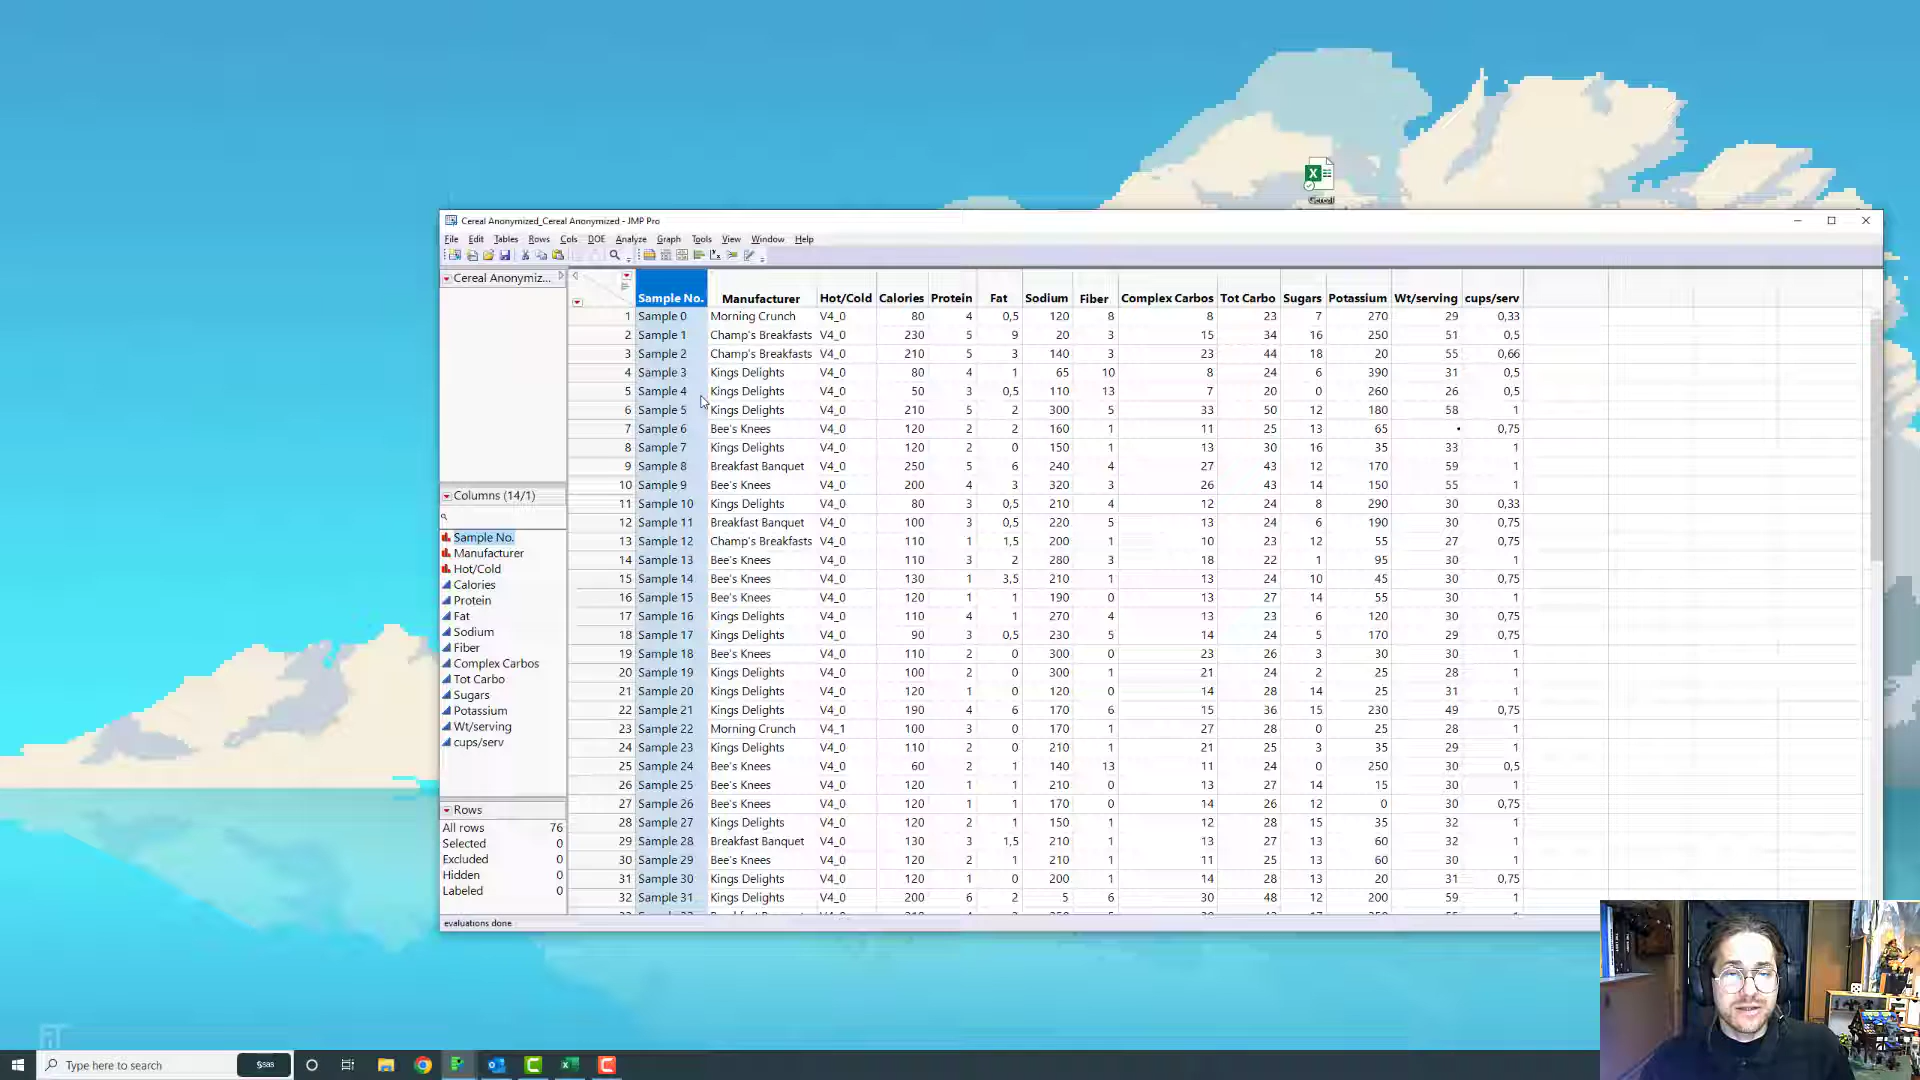 Cereal
Cereal Anonymized_Cereal Anonymized - JMP Pro
File Edit Tables Rows Cols DOE Analyze Graph Tools View Window Help
Cereal Anonymiz...
Sample No. Manufacturer Hot/Cold Calories Protein Fat Sodium Fiber Complex Carbos Tot Carbo Sugars Potassium Wt/serving cups/serv
1 Sample 0 Morning Crunch V4_0 80 4 0,5 120 8 8 23 7 270 29 0,33
2 Sample 1 Champ's Breakfasts V4_0 230 5 9 20 3 15 34 16 250 51 0,5
3 Sample 2 Champ's Breakfasts V4_0 210 5 3 140 3 23 44 18 20 55 0,66
4 Sample 3 Kings Delights V4_0 80 4 1 65 10 8 24 6 390 31 0,5
5 Sample 4 Kings Delights V4_0 50 3 0,5 110 13 7 20 0 260 26 0,5
6 Sample 5 Kings Delights V4_0 210 5 2 300 5 33 50 12 180 58 1
7 Sample 6 Bee's Knees V4_0 120 2 2 160 1 11 25 13 65 • 0,75
8 Sample 7 Kings Delights V4_0 120 2 0 150 1 13 30 16 35 33 1
9 Sample 8 Breakfast Banquet V4_0 250 5 6 240 4 27 43 12 170 59 1
10 Sample 9 Bee's Knees V4_0 200 4 3 320 3 26 43 14 150 55 1
11 Sample 10 Kings Delights V4_0 80 3 0,5 210 4 12 24 8 290 30 0,33
12 Sample 11 Breakfast Banquet V4_0 100 3 0,5 220 5 13 24 6 190 30 0,75
13 Sample 12 Champ's Breakfasts V4_0 110 1 1,5 200 1 10 23 12 55 27 0,75
14 Sample 13 Bee's Knees V4_0 110 3 2 280 3 18 22 1 95 30 1
15 Sample 14 Bee's Knees V4_0 130 1 3,5 210 1 13 24 10 45 30 0,75
16 Sample 15 Bee's Knees V4_0 120 1 1 190 0 13 27 14 55 30 1
17 Sample 16 Kings Delights V4_0 110 4 1 270 4 13 23 6 120 30 0,75
18 Sample 17 Kings Delights V4_0 90 3 0,5 230 5 14 24 5 170 29 0,75
19 Sample 18 Bee's Knees V4_0 110 2 0 300 0 23 26 3 30 30 1
20 Sample 19 Kings Delights V4_0 100 2 0 300 1 21 24 2 25 28 1
21 Sample 20 Kings Delights V4_0 120 1 0 120 0 14 28 14 25 31 1
22 Sample 21 Kings Delights V4_0 190 4 6 170 6 15 36 15 230 49 0,75
23 Sample 22 Morning Crunch V4_1 100 3 0 170 1 27 28 0 25 28 1
24 Sample 23 Kings Delights V4_0 110 2 0 210 1 21 25 3 35 29 1
25 Sample 24 Bee's Knees V4_0 60 2 1 140 13 11 24 0 250 30 0,5
26 Sample 25 Bee's Knees V4_0 120 1 1 210 0 13 27 14 15 30 1
27 Sample 26 Bee's Knees V4_0 120 1 1 170 0 14 26 12 0 30 0,75
28 Sample 27 Kings Delights V4_0 120 2 1 150 1 12 28 15 35 32 1
29 Sample 28 Breakfast Banquet V4_0 130 3 1,5 210 1 13 27 13 60 32 1
30 Sample 29 Bee's Knees V4_0 120 2 1 210 1 11 25 13 60 30 1
31 Sample 30 Kings Delights V4_0 120 1 0 200 1 14 28 13 20 31 0,75
32 Sample 31 Kings Delights V4_0 200 6 2 5 6 30 48 12 200 59 1
Columns (14/1)
Sample No.
Manufacturer
Hot/Cold
Calories
Protein
Fat
Sodium
Fiber
Complex Carbos
Tot Carbo
Sugars
Potassium
Wt/serving
cups/serv
Rows
All rows 76
Selected 0
Excluded 0
Hidden 0
Labeled 0
evaluations done
Type here to search
sas